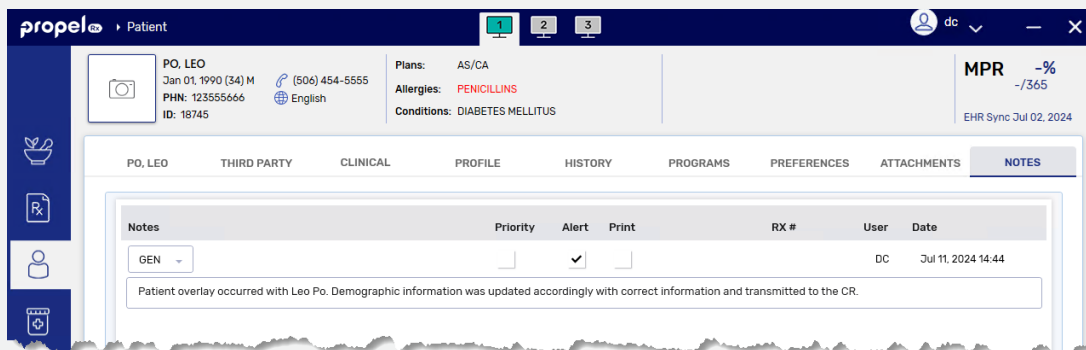 propel Rx Patient 1 2 3 dc
PO, LEO
Jan 01, 1990 (34) M
PHN: 123555666
ID: 18745
(506) 454-5555
English
Plans: AS/CA
Allergies: PENICILLINS
Conditions: DIABETES MELLITUS
MPR -%
-/365
EHR Sync Jul 02, 2024
PO, LEO THIRD PARTY CLINICAL PROFILE HISTORY PROGRAMS PREFERENCES ATTACHMENTS NOTES
Rx
Notes Priority Alert Print RX # User Date
GEN DC Jul 11, 2024 14:44
Patient overlay occurred with Leo Po. Demographic information was updated accordingly with correct information and transmitted to the CR.